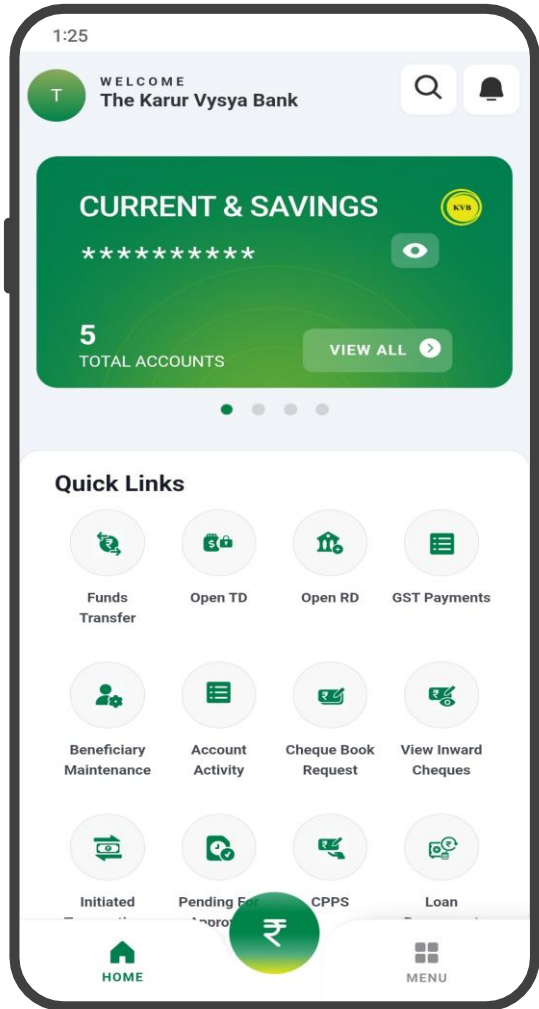 1:25
T
WELCOME
The Karur Vysya Bank
CURRENT & SAVINGS
KVB
**********
5
TOTAL ACCOUNTS
VIEW ALL
Quick Links
Funds Transfer
Open TD
Open RD
GST Payments
Beneficiary Maintenance
Account Activity
Cheque Book Request
View Inward Cheques
Initiated
Pending For
CPPS
Loan
₹
HOME
MENU